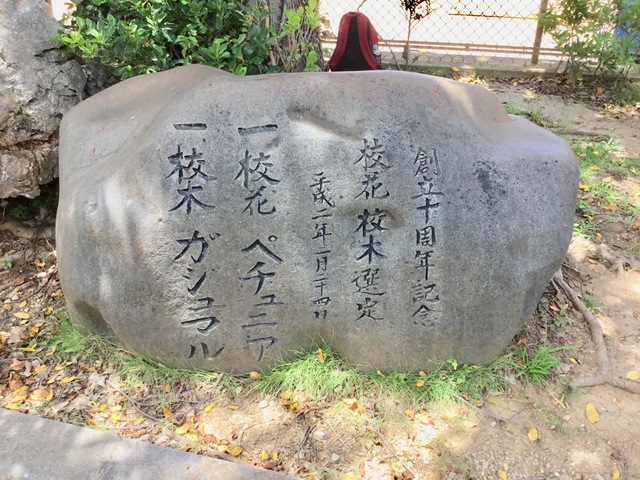 創立十周年記念
校花校木選定
平成二年二月二十四日
一校花 ペチュニア
一校木 ガジュマル